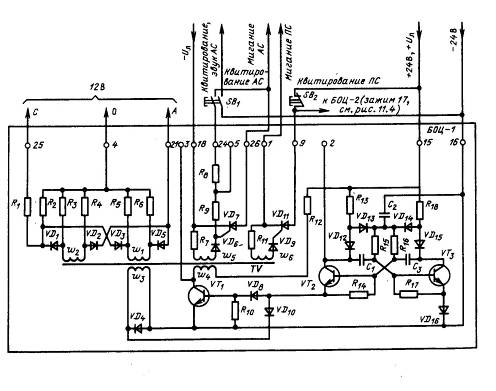 -Uп
Квитирование, звук АС
Квитирование АС
Мигание АС
Мигание ПС
Квитирование ПС
+24В, +Uп
-24В
SB1
SB2
к БОЦ-2 (зажим 17, см. рис. 11.4)
12В
С
0
А
БОЦ-1
25
4
21
3
18
24
5
26
1
9
2
15
16
R1
R2
R3
R4
R5
R6
R8
R9
R12
R13
C2
R18
VD1
VD2
VD3
VD5
W2
W1
R7
VD7
VD6
W5
R11
VD11
VD9
W6
VD13
VD14
VD12
R15
R16
VD15
C1
C3
TV
W3
W4
VT1
VT2
VT3
VD4
VD8
R10
VD10
R14
R17
VD16